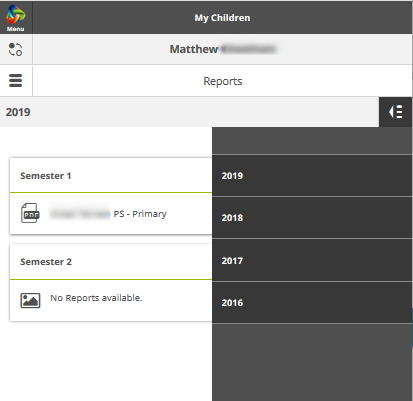 My Children
Menu
Matthew
Reports
2019
Semester 1
PDF PS - Primary
Semester 2
No Reports available.
2019
2018
2017
2016